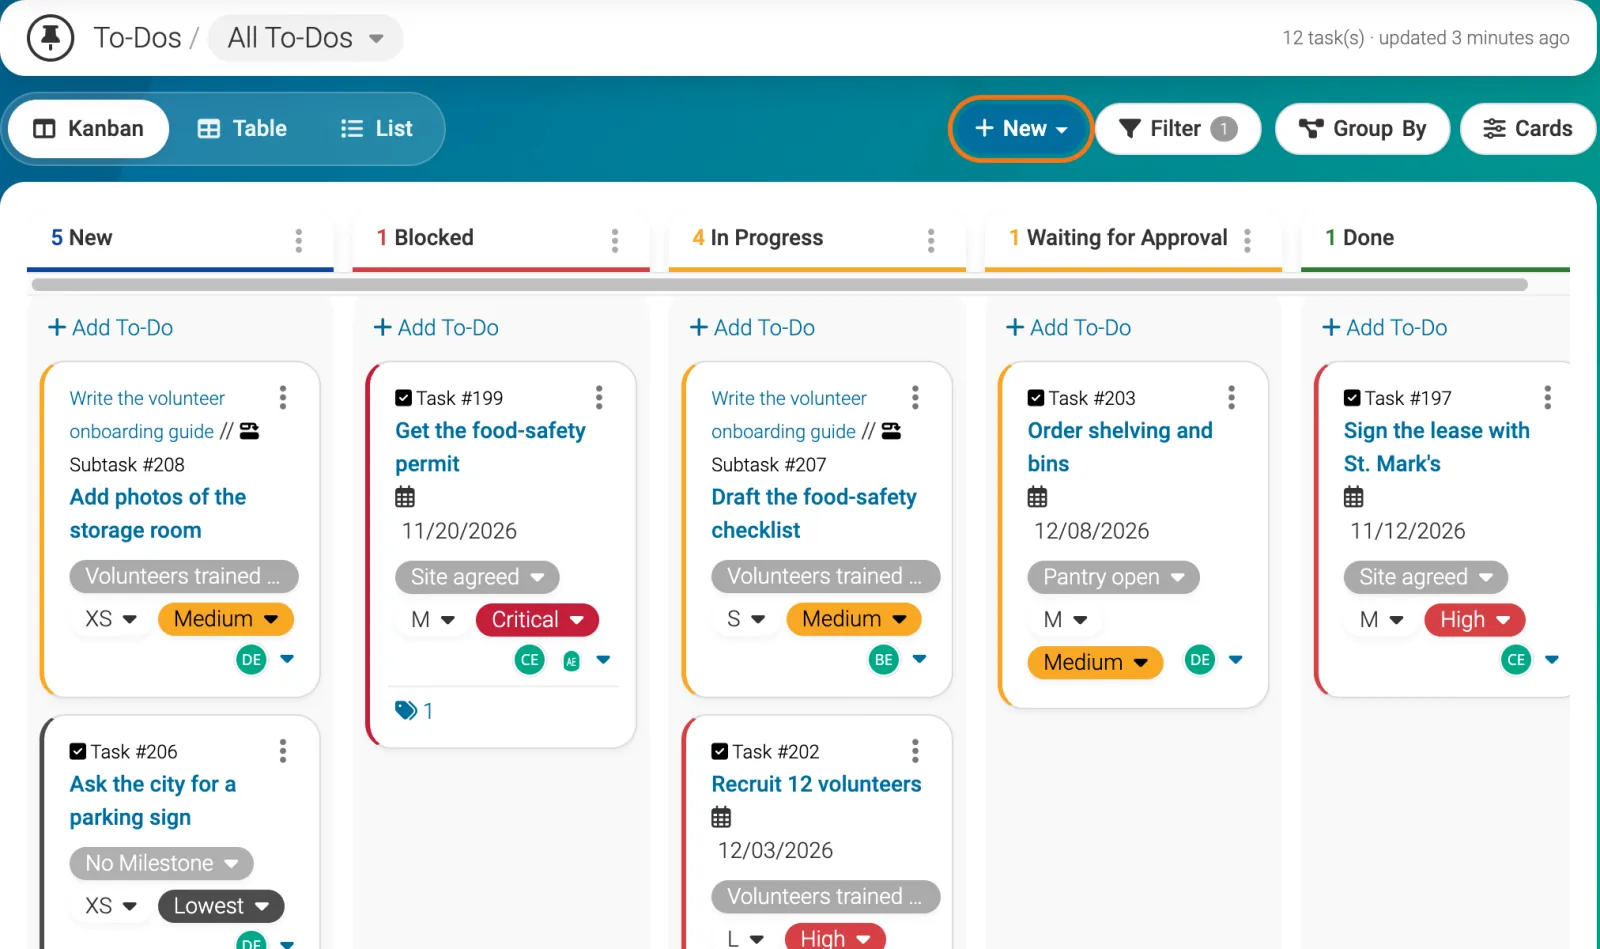 To-Dos / All To-Dos
12 task(s) · updated 3 minutes ago
Kanban
Table
List
+ New
Filter 1
Group By
Cards
5 New
1 Blocked
4 In Progress
1 Waiting for Approval
1 Done
+ Add To-Do
+ Add To-Do
+ Add To-Do
+ Add To-Do
+ Add To-Do
Write the volunteer
onboarding guide //
Subtask #208
Add photos of the
storage room
Volunteers trained ...
XS
Medium
DE
Task #206
Ask the city for a
parking sign
No Milestone
XS
Lowest
DE
Task #199
Get the food-safety
permit
11/20/2026
Site agreed
M
Critical
CE
AE
1
Write the volunteer
onboarding guide //
Subtask #207
Draft the food-safety
checklist
Volunteers trained ...
S
Medium
BE
Task #202
Recruit 12 volunteers
12/03/2026
Volunteers trained ...
L
High
Task #203
Order shelving and
bins
12/08/2026
Pantry open
M
Medium
DE
Task #197
Sign the lease with
St. Mark's
11/12/2026
Site agreed
M
High
CE